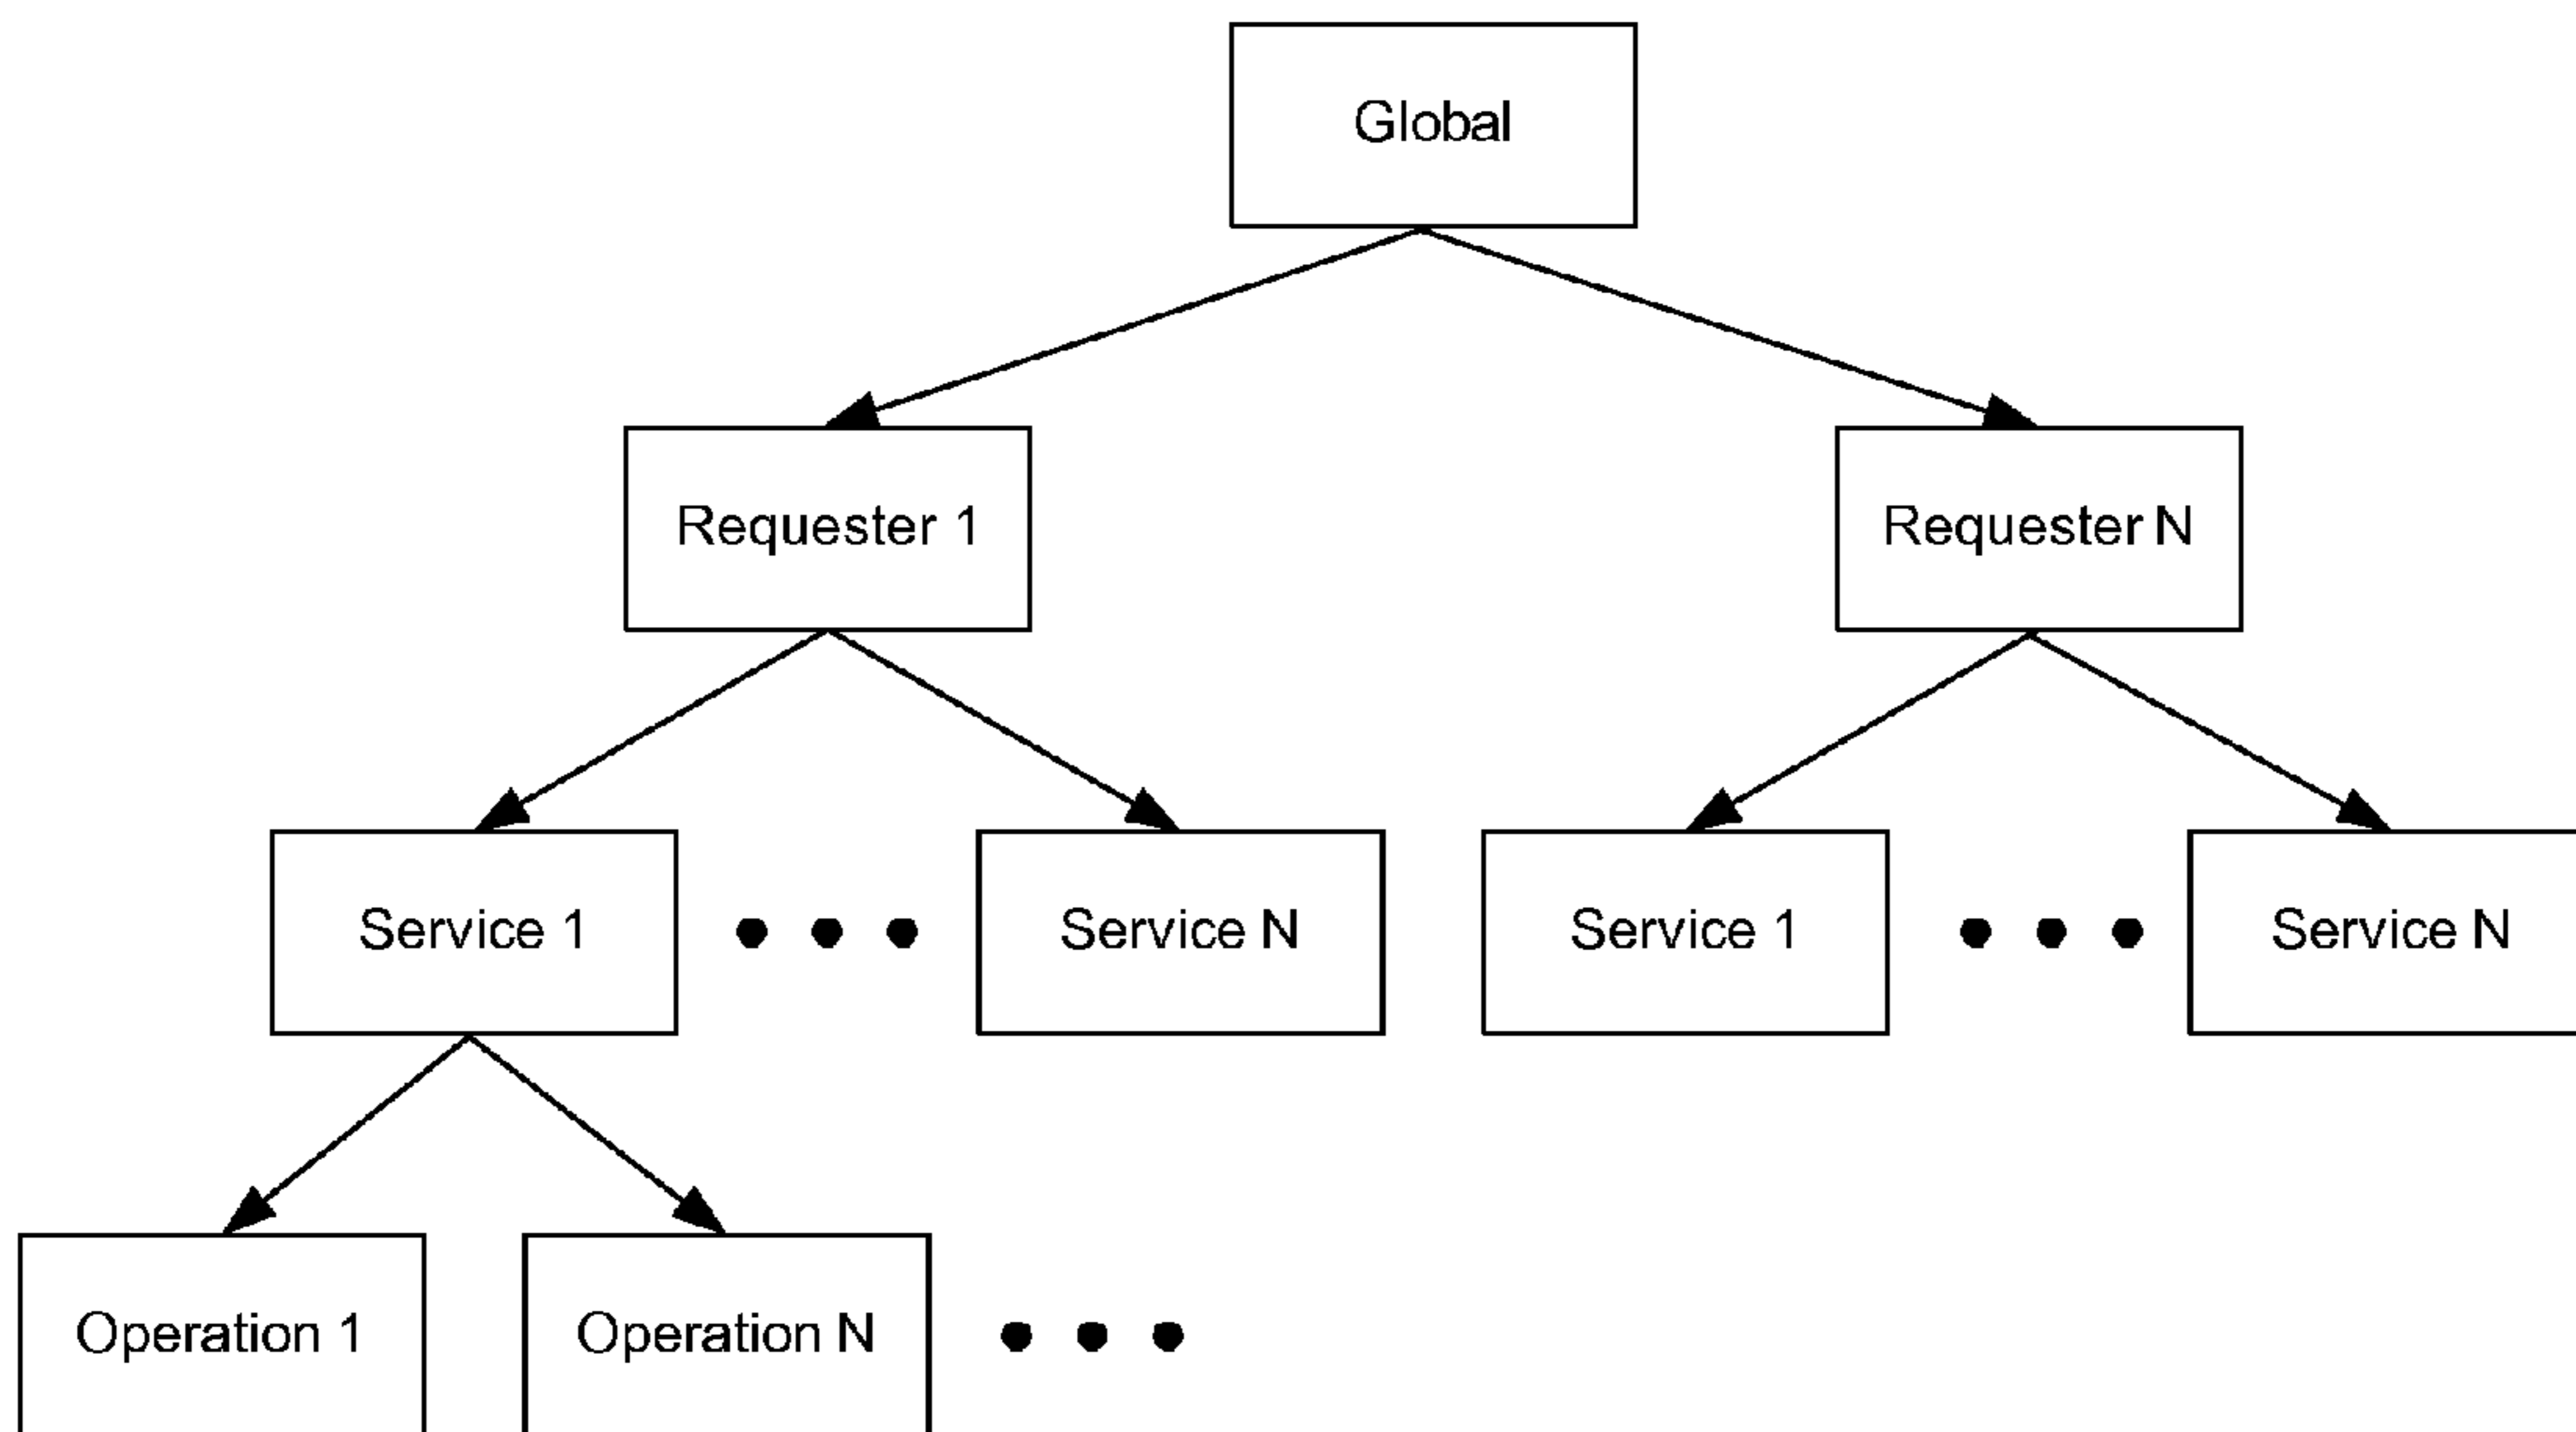 Global
Requester 1
Requester N
Service 1
Service N
Service 1
Service N
Operation 1
Operation N